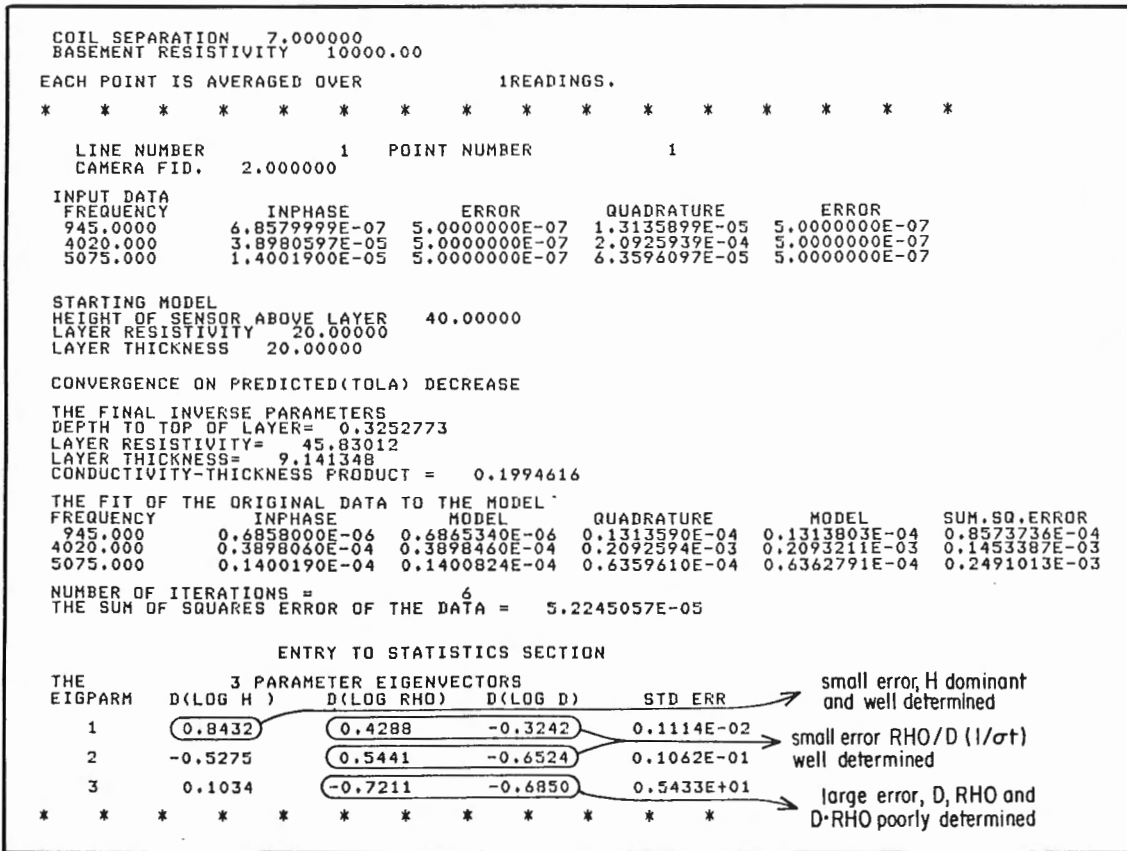 COIL SEPARATION 7.000000
BASEMENT RESISTIVITY 10000.00
EACH POINT IS AVERAGED OVER 1READINGS.
* * * * * * * * * * * * * * * *
LINE NUMBER 1 POINT NUMBER 1
CAMERA FID. 2.000000
INPUT DATA
FREQUENCY INPHASE ERROR QUADRATURE ERROR
945.0000 6.8579999E-07 5.0000000E-07 1.3135899E-05 5.0000000E-07
4020.000 3.8980597E-05 5.0000000E-07 2.0925939E-04 5.0000000E-07
5075.000 1.4001900E-05 5.0000000E-07 6.3596097E-05 5.0000000E-07
STARTING MODEL
HEIGHT OF SENSOR ABOVE LAYER 40.00000
LAYER RESISTIVITY 20.00000
LAYER THICKNESS 20.00000
CONVERGENCE ON PREDICTED(TOLA) DECREASE
THE FINAL INVERSE PARAMETERS
DEPTH TO TOP OF LAYER= 0.3252773
LAYER RESISTIVITY= 45.83012
LAYER THICKNESS= 9.141348
CONDUCTIVITY-THICKNESS PRODUCT = 0.1994616
THE FIT OF THE ORIGINAL DATA TO THE MODEL
FREQUENCY INPHASE MODEL QUADRATURE MODEL SUM.SQ.ERROR
945.000 0.6858000E-06 0.6865340E-06 0.1313590E-04 0.1313803E-04 0.8573736E-04
4020.000 0.3898060E-04 0.3898460E-04 0.2092594E-03 0.2093211E-03 0.1453387E-03
5075.000 0.1400190E-04 0.1400824E-04 0.6359610E-04 0.6362791E-04 0.2491013E-03
NUMBER OF ITERATIONS = 6
THE SUM OF SQUARES ERROR OF THE DATA = 5.2245057E-05
ENTRY TO STATISTICS SECTION
THE 3 PARAMETER EIGENVECTORS
EIGPARM D(LOG H ) D(LOG RHO) D(LOG D) STD ERR
1 0.8432 0.4288 -0.3242 0.1114E-02
2 -0.5275 0.5441 -0.6524 0.1062E-01
3 0.1034 -0.7211 -0.6850 0.5433E+01
* * * * * * * * * * * *
small error, H dominant
and well determined
small error RHO/D (1/σt)
well determined
large error, D, RHO and
D·RHO poorly determined